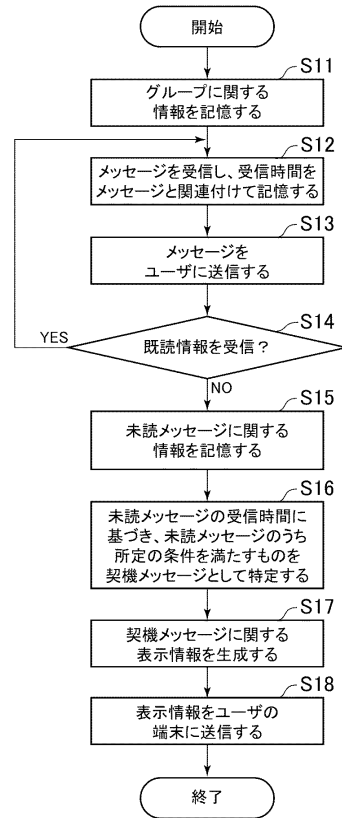 開始
S11
グループに関する
情報を記憶する
S12
メッセージを受信し、受信時間を
メッセージと関連付けて記憶する
S13
メッセージを
ユーザに送信する
S14
既読情報を受信？
YES
NO
S15
未読メッセージに関する
情報を記憶する
S16
未読メッセージの受信時間に
基づき、未読メッセージのうち
所定の条件を満たすものを
契機メッセージとして特定する
S17
契機メッセージに関する
表示情報を生成する
S18
表示情報をユーザの
端末に送信する
終了